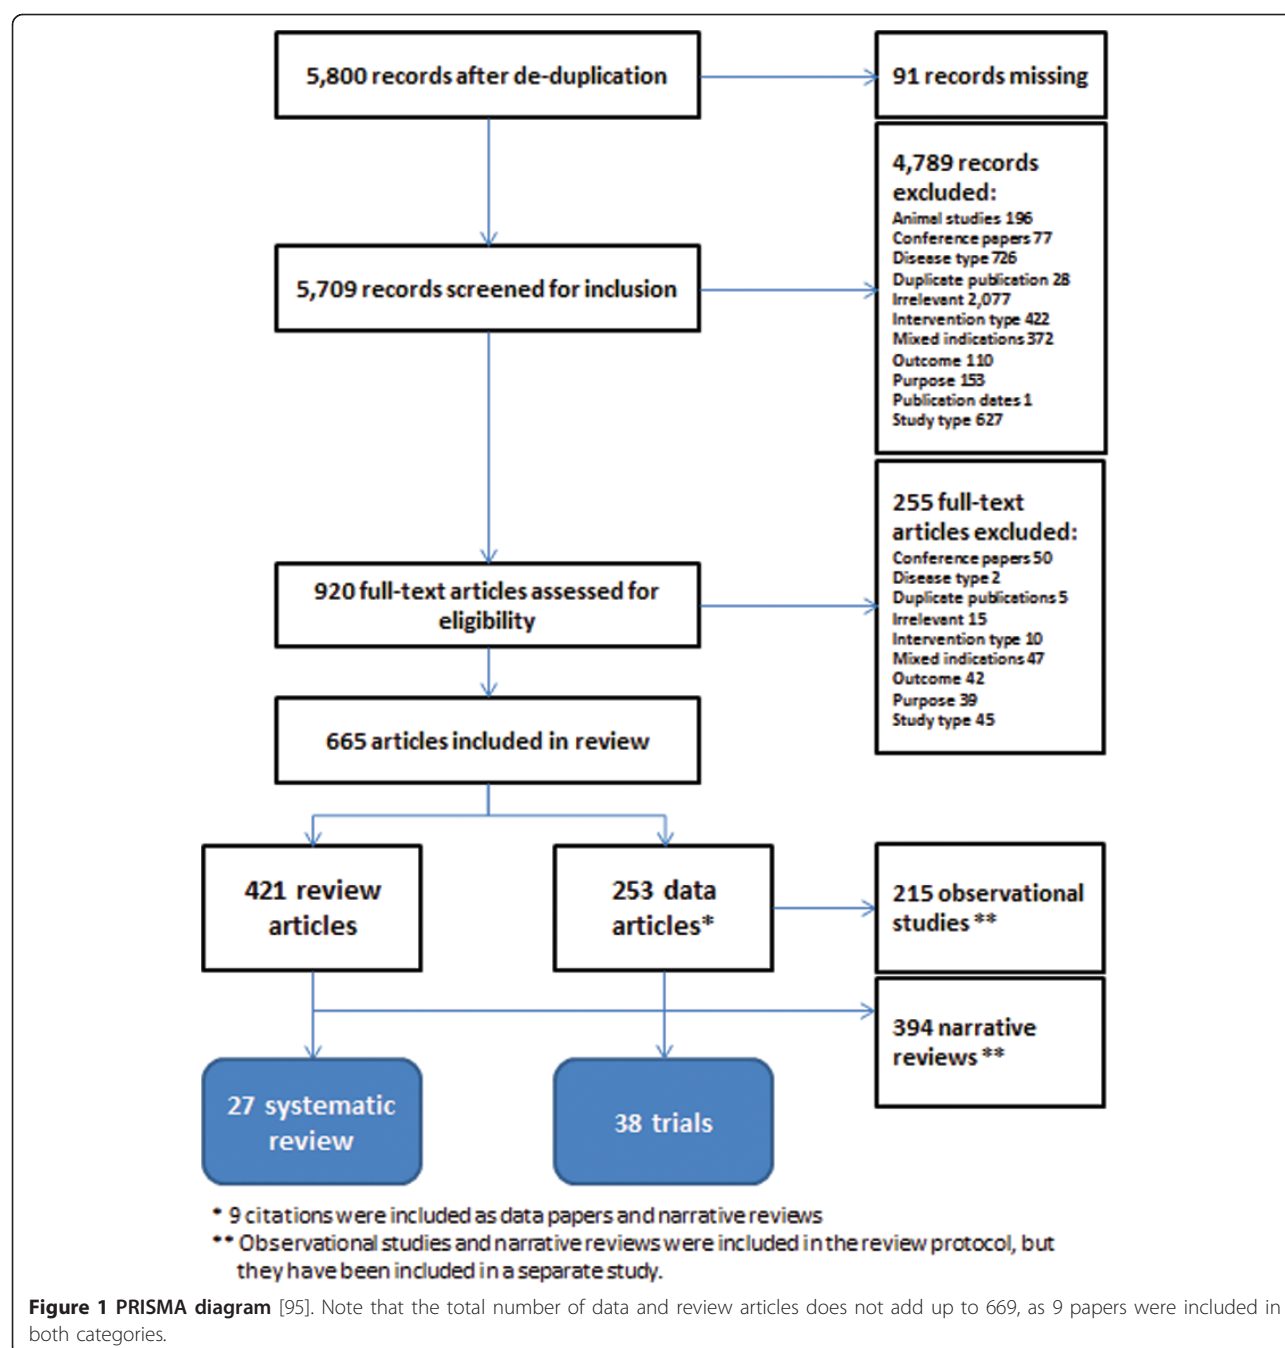 5,800 records after de-duplication
91 records missing
4,789 records
excluded:
Animal studies 196
Conference papers 77
Disease type 726
Duplicate publication 28
Irrelevant 2,077
Intervention type 422
Mixed indications 372
Outcome 110
Purpose 153
Publication dates 1
Study type 627
5,709 records screened for inclusion
255 full-text
articles excluded:
Conference papers 50
Disease type 2
Duplicate publications 5
Irrelevant 15
Intervention type 10
Mixed indications 47
Outcome 42
Purpose 39
Study type 45
920 full-text articles assessed for
eligibility
665 articles included in review
421 review
articles
253 data
articles*
215 observational
studies **
394 narrative
reviews **
27 systematic
review
38 trials
* 9 citations were included as data papers and narrative reviews
** Observational studies and narrative reviews were included in the review protocol, but
they have been included in a separate study.
Figure 1 PRISMA diagram [95]. Note that the total number of data and review articles does not add up to 669, as 9 papers were included in
both categories.